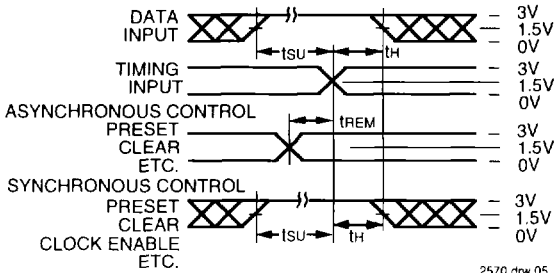 DATA
INPUT
3V
1.5V
0V
tSU
tH
TIMING
INPUT
3V
1.5V
0V
ASYNCHRONOUS CONTROL
PRESET
CLEAR
ETC.
tREM
3V
1.5V
0V
SYNCHRONOUS CONTROL
PRESET
CLEAR
CLOCK ENABLE
ETC.
3V
1.5V
0V
tSU
tH
2570 drw 05